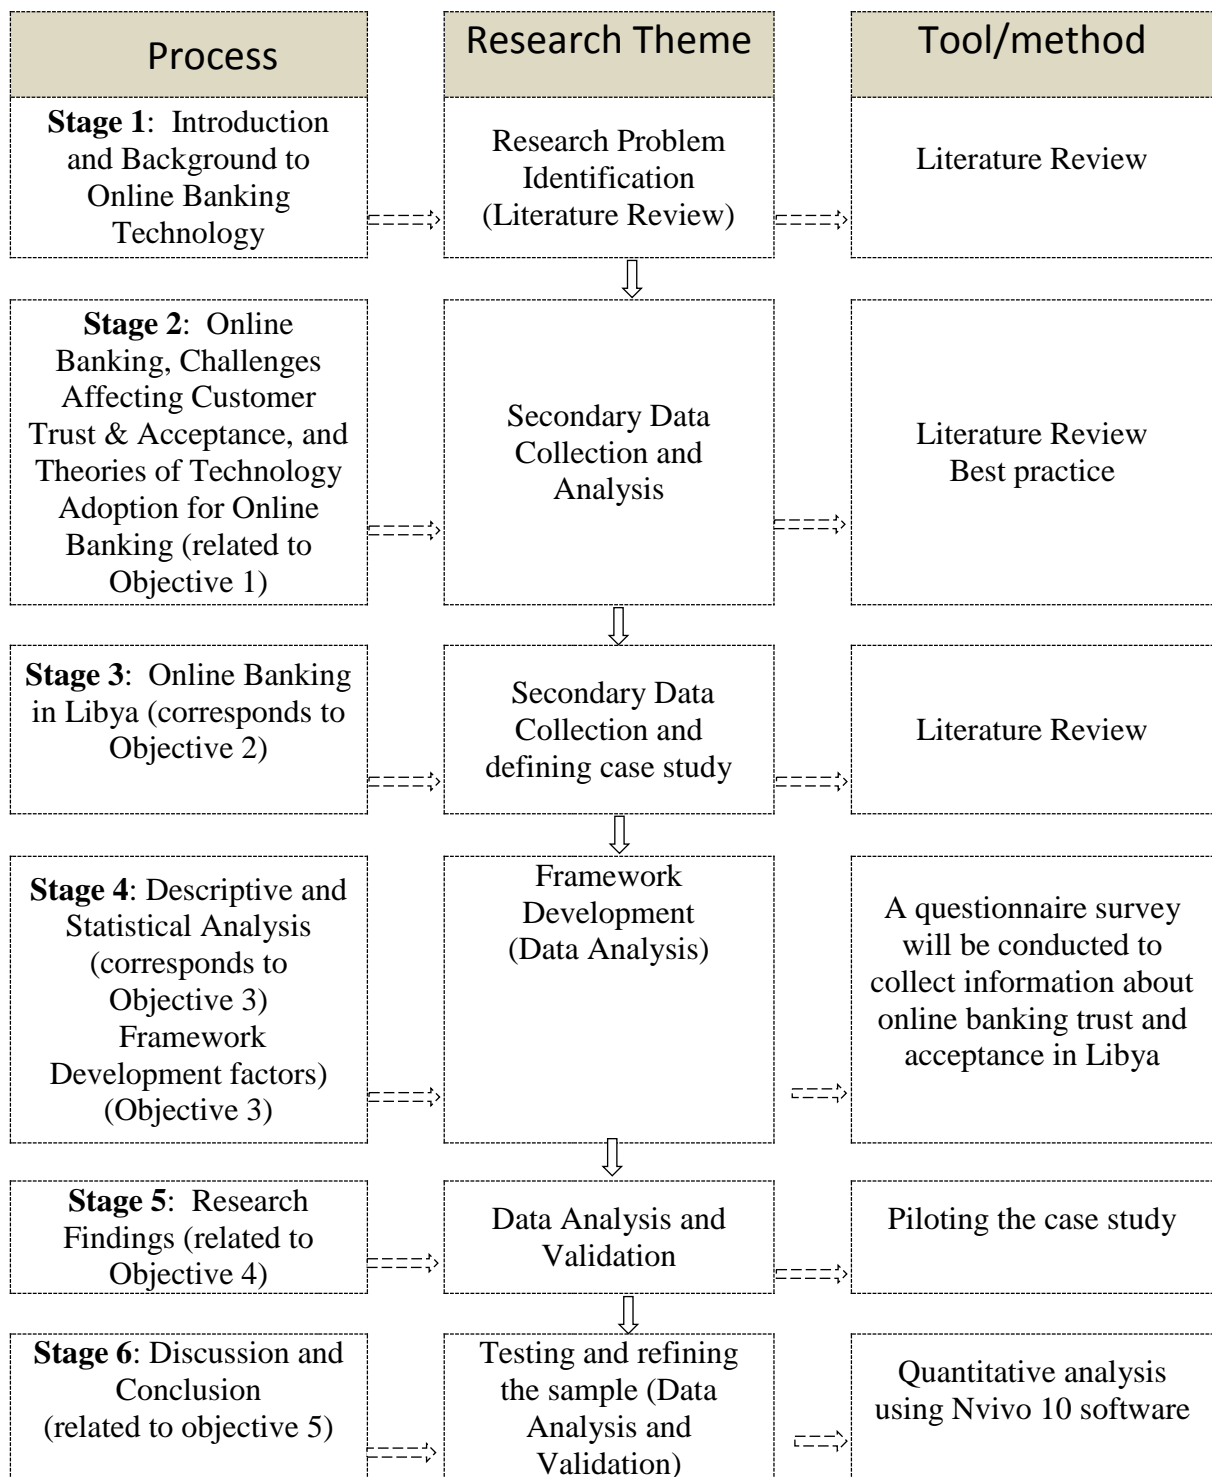 Process
Research Theme
Tool/method
Stage 1: Introduction
and Background to
Online Banking
Technology
Research Problem
Identification
(Literature Review)
Literature Review
Stage 2: Online
Banking, Challenges
Affecting Customer
Trust & Acceptance, and
Theories of Technology
Adoption for Online
Banking (related to
Objective 1)
Secondary Data
Collection and
Analysis
Literature Review
Best practice
Stage 3: Online Banking
in Libya (corresponds to
Objective 2)
Secondary Data
Collection and
defining case study
Literature Review
Stage 4: Descriptive and
Statistical Analysis
(corresponds to
Objective 3)
Framework
Development factors)
(Objective 3)
Framework
Development
(Data Analysis)
A questionnaire survey
will be conducted to
collect information about
online banking trust and
acceptance in Libya
Stage 5: Research
Findings (related to
Objective 4)
Data Analysis and
Validation
Piloting the case study
Stage 6: Discussion and
Conclusion
(related to objective 5)
Testing and refining
the sample (Data
Analysis and
Validation)
Quantitative analysis
using Nvivo 10 software